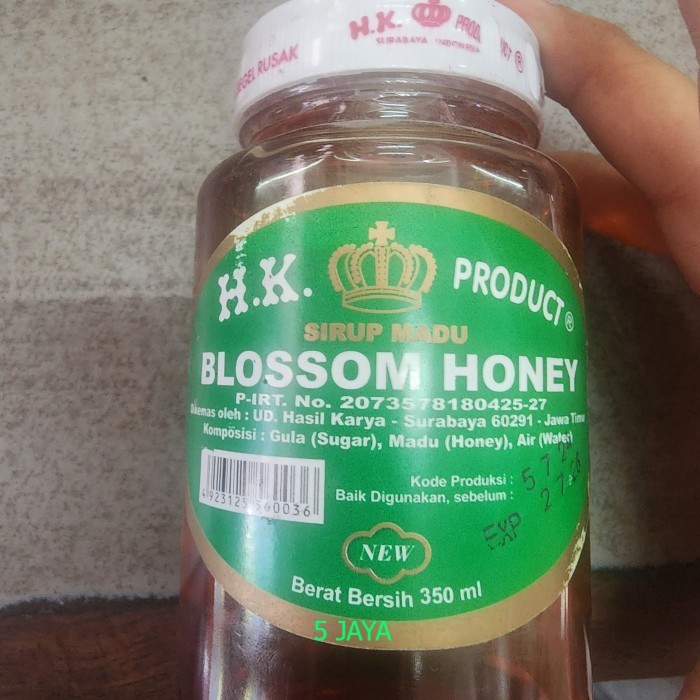 SEGEL RUSAK
H.K. PRODUCT ®
SURABAYA INDONESIA
H.K. PRODUCT ®
SIRUP MADU
BLOSSOM HONEY
P-IRT. No. 2073578180425-27
Dikemas oleh : UD. Hasil Karya - Surabaya 60291 - Jawa Timur
Komposisi : Gula (Sugar), Madu (Honey), Air (Water)
Kode Produksi :
Baik Digunakan, sebelum :
EXP
NEW
Berat Bersih 350 ml
5 JAYA